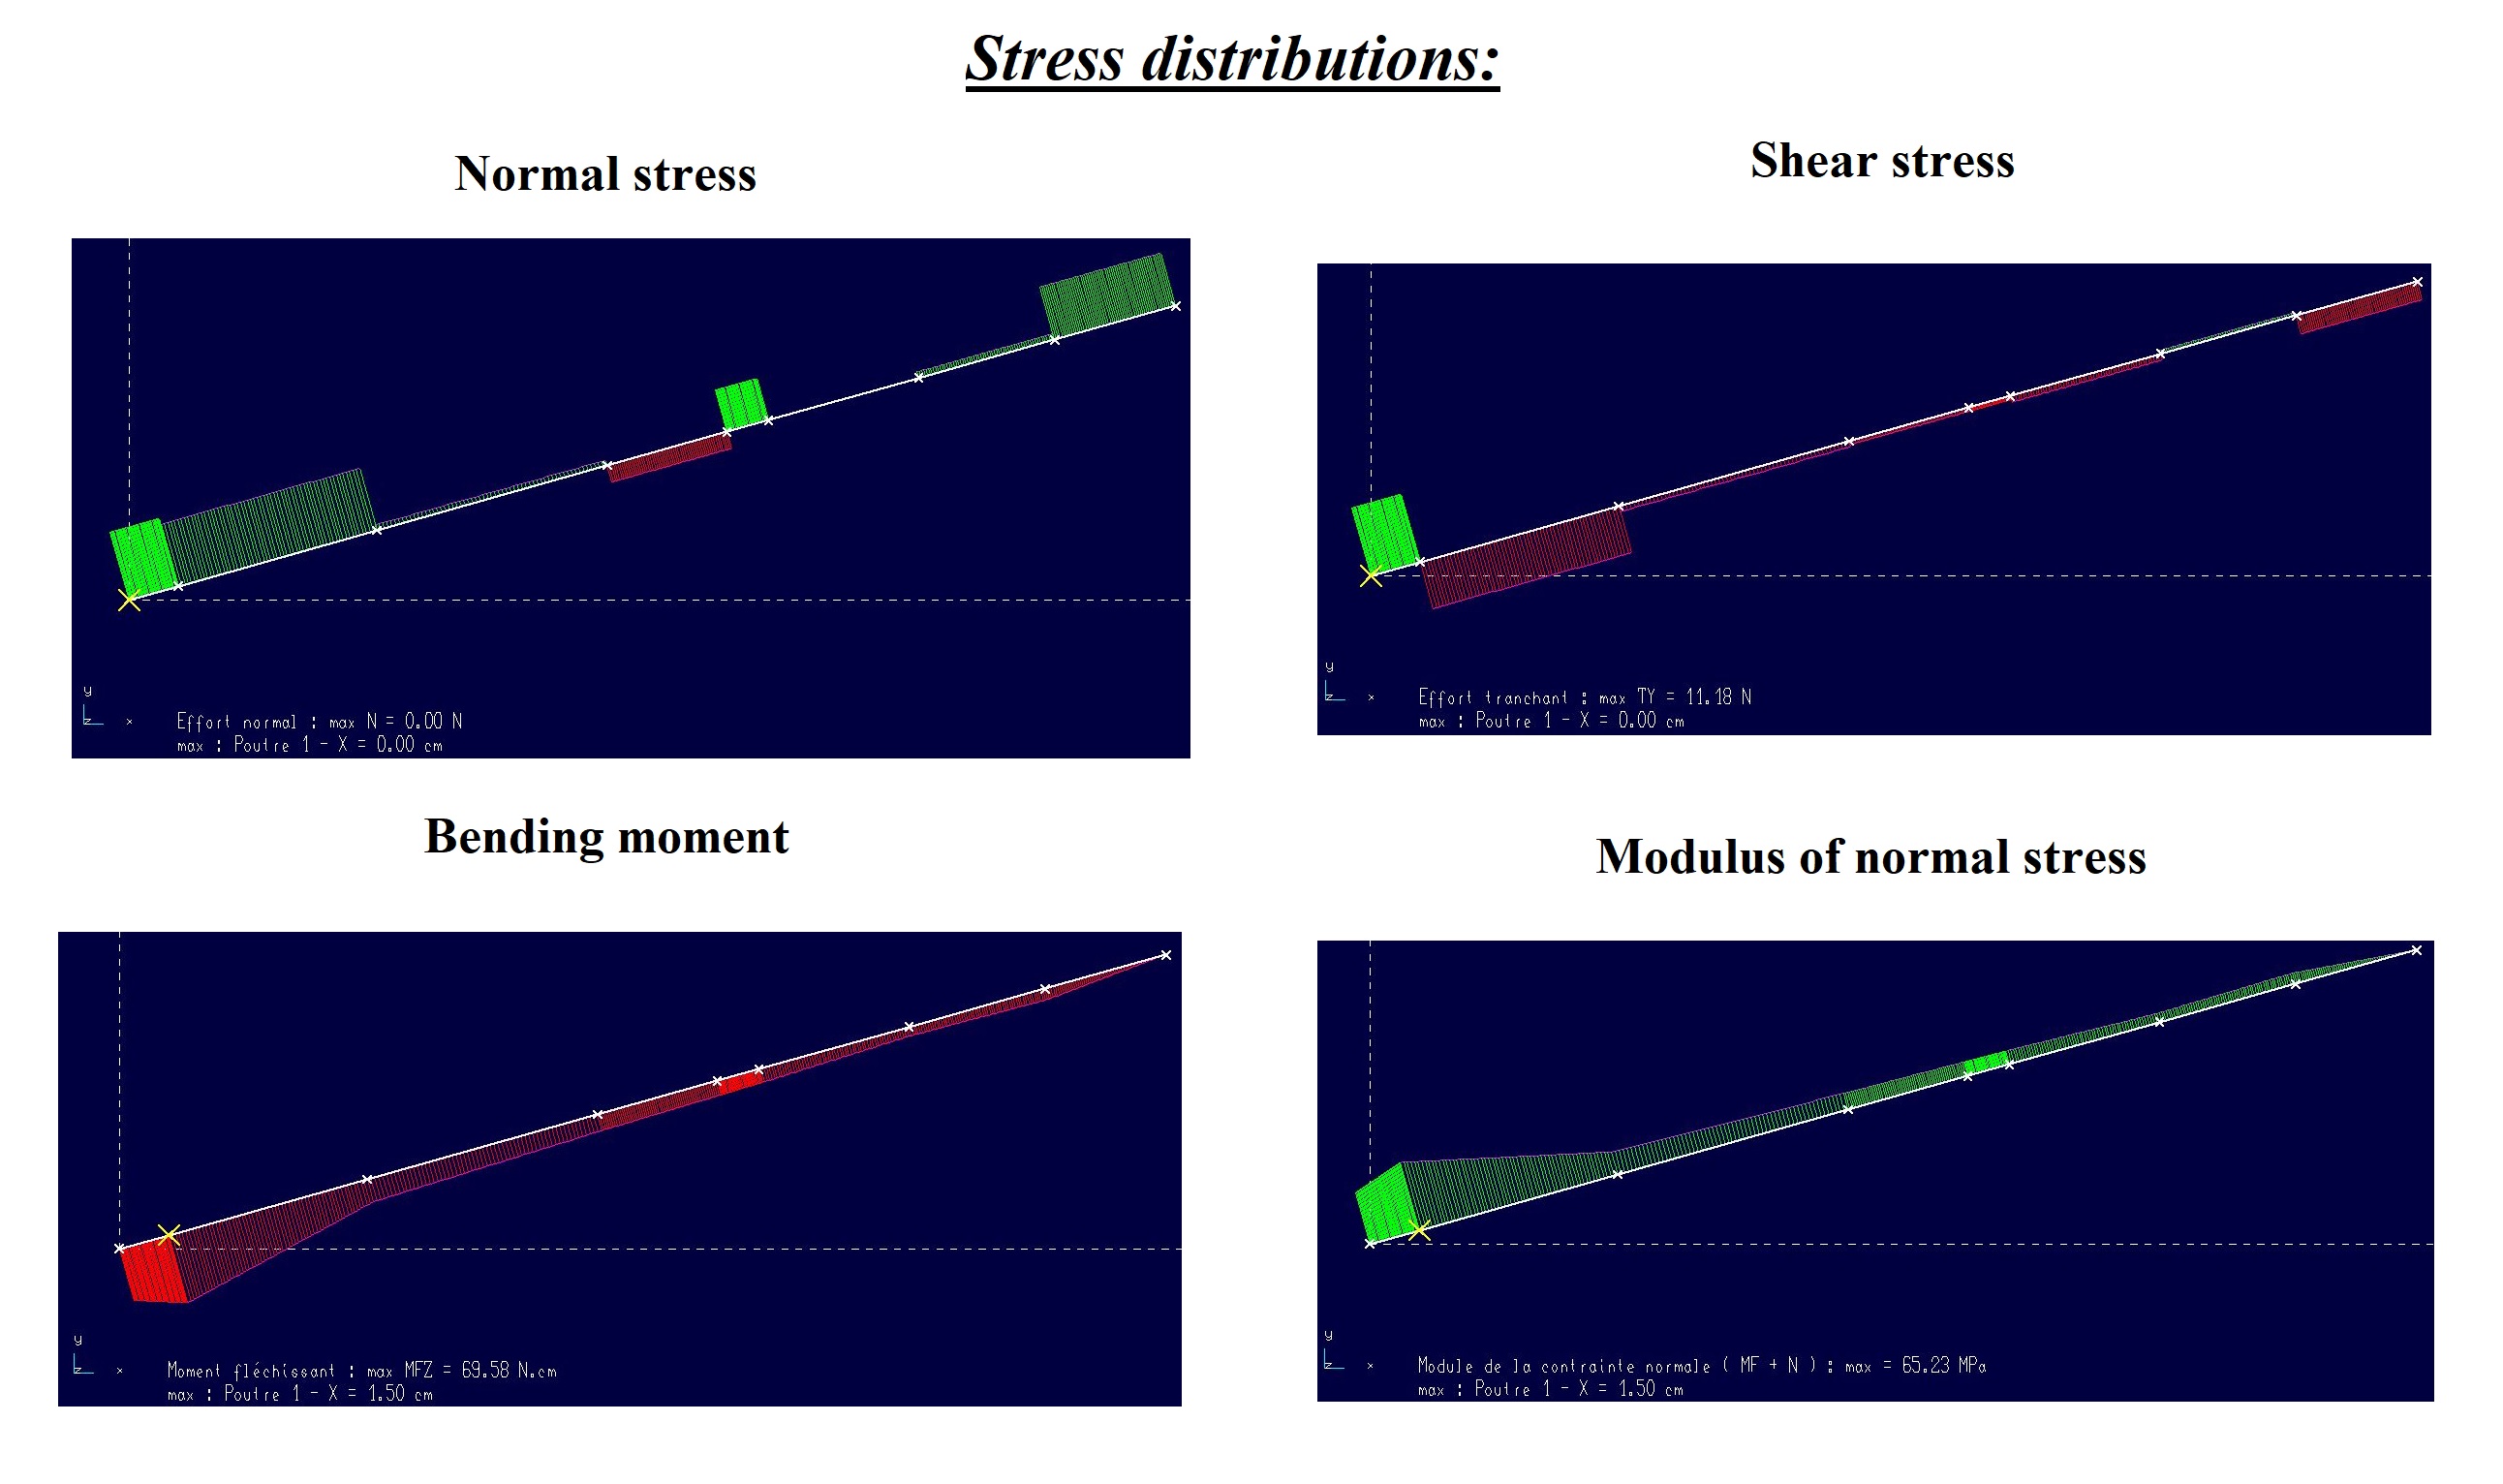 Stress distributions:
Normal stress
Shear stress
y
z
x
Effort normal : max N = 0.00 N
max : Poutre 1 - X = 0.00 cm
y
z
x
Effort tranchant : max TY = 11.18 N
max : Poutre 1 - X = 0.00 cm
Bending moment
Modulus of normal stress
y
z
x
Moment fléchissant : max MFZ = 69.58 N.cm
max : Poutre 1 - X = 1.50 cm
y
z
x
Module de la contrainte normale ( MF + N ) : max = 65.23 MPa
max : Poutre 1 - X = 1.50 cm